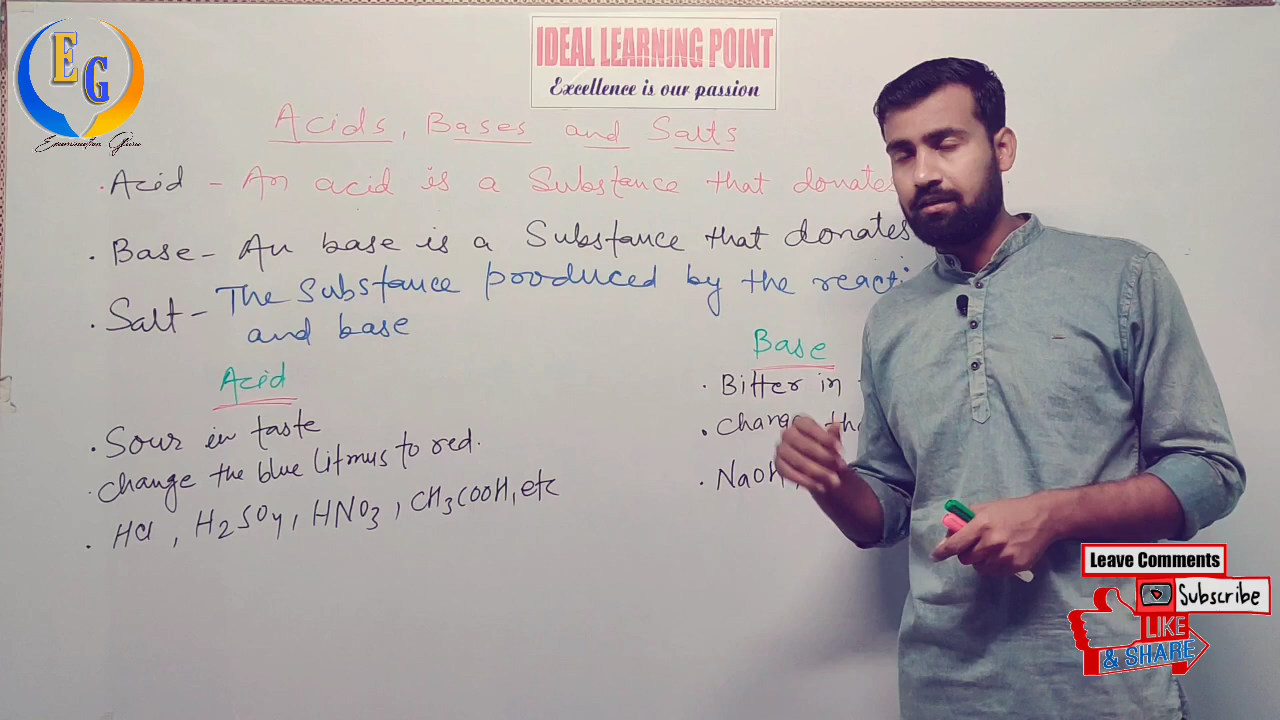 EG
Examination Guru
IDEAL LEARNING POINT
Excellence is our passion
Acids, Bases and Salts
. Acid - An acid is a Substance that donates
. Base - An base is a Substance that donates
. Salt - The Substance produced by the reacti
and base
Acid
. Sour in taste
. change the blue litmus to red.
. HCl, H2SO4, HNO3, CH3COOH, etc
Base
. Bitter in
. change the
. NaOH,
Leave Comments
Subscribe
LIKE
& SHARE